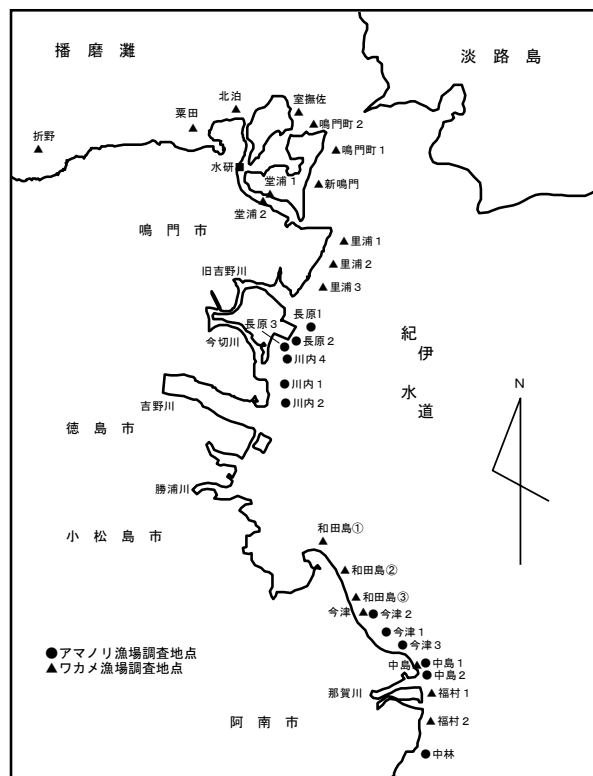 播磨灘
淡路島
北泊
室撫佐
粟田
鳴門町2
折野
鳴門町1
水研
堂浦1
新鳴門
堂浦2
鳴門市
里浦1
里浦2
旧吉野川
里浦3
長原1
長原3
今切川
長原2
紀伊水道
川内4
川内1
吉野川
川内2
N
徳島市
勝浦川
小松島市
和田島①
和田島②
和田島③
今津
今津2
今津1
今津3
●アマノリ漁場調査地点
▲ワカメ漁場調査地点
中島
中島1
中島2
那賀川
福村1
阿南市
福村2
中林